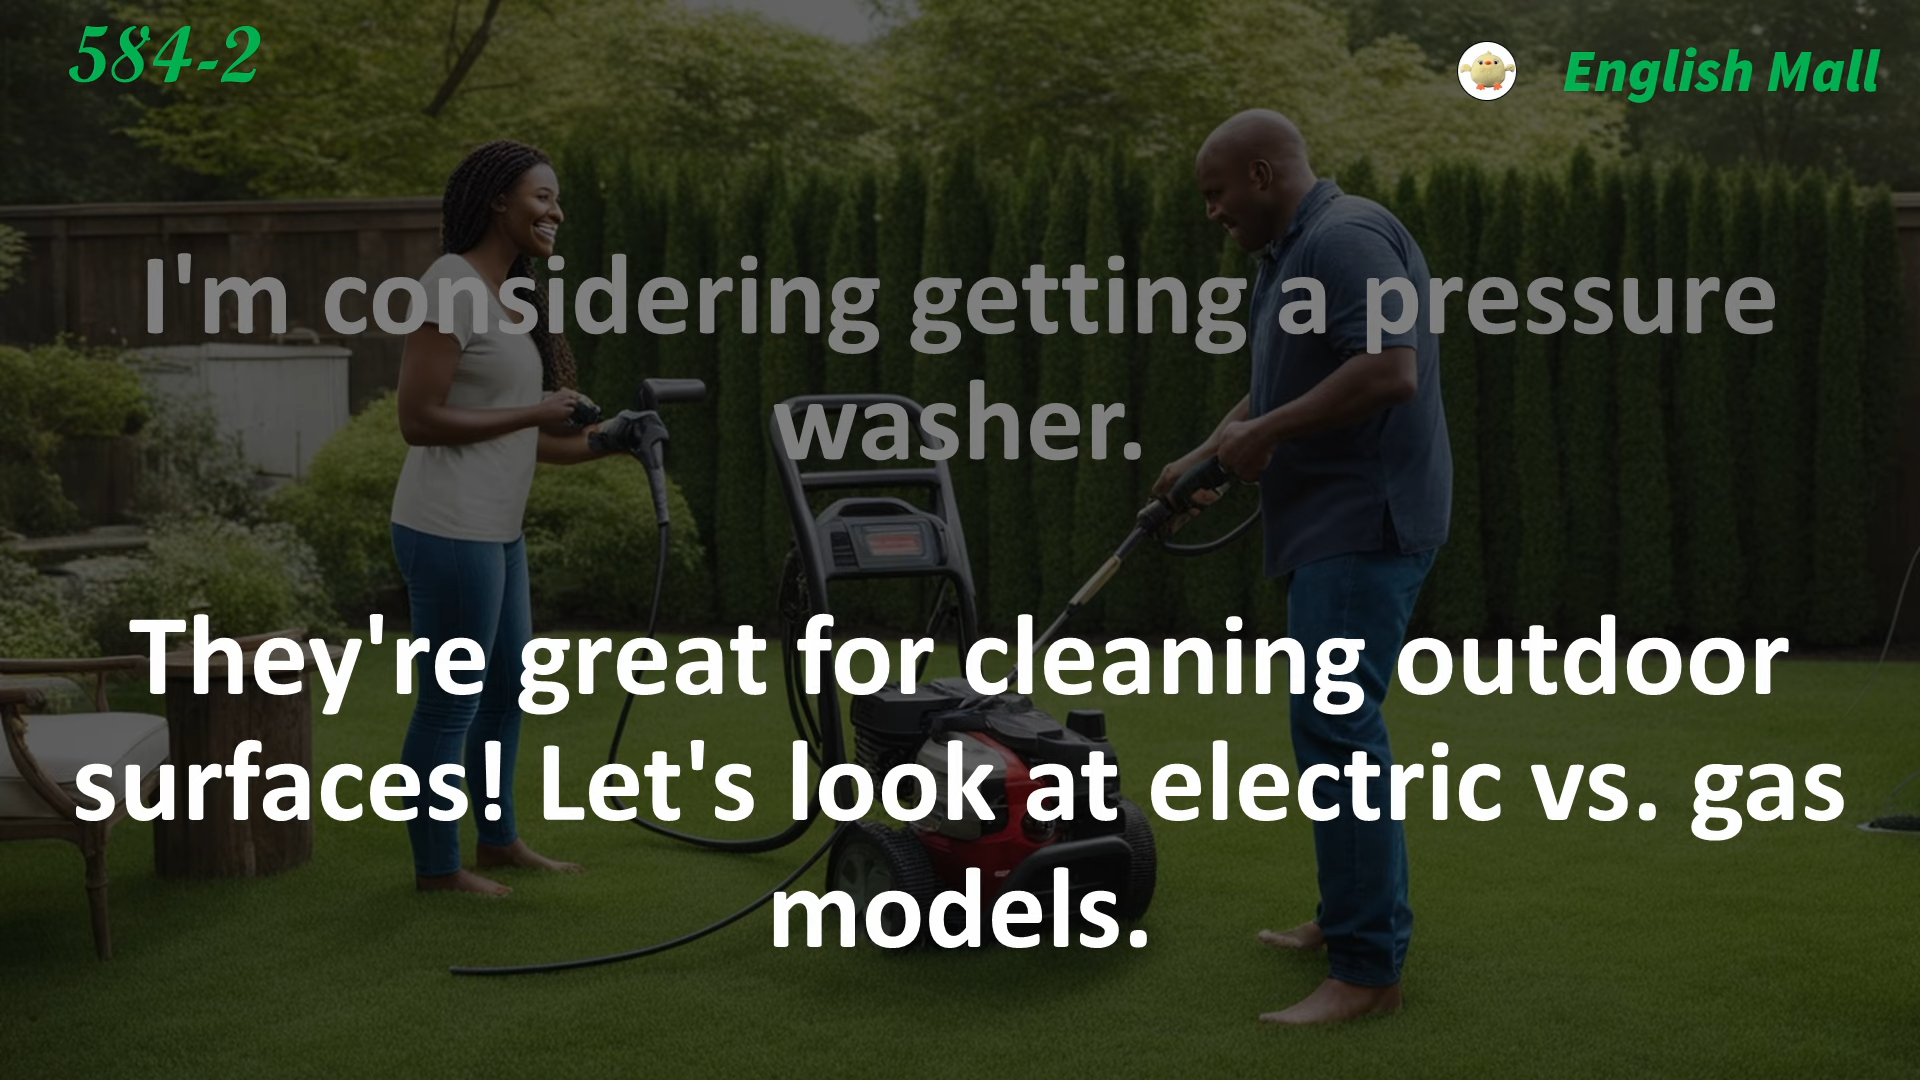 584-2
English Mall
I'm considering getting a pressure
washer.
They're great for cleaning outdoor
surfaces! Let's look at electric vs. gas
models.